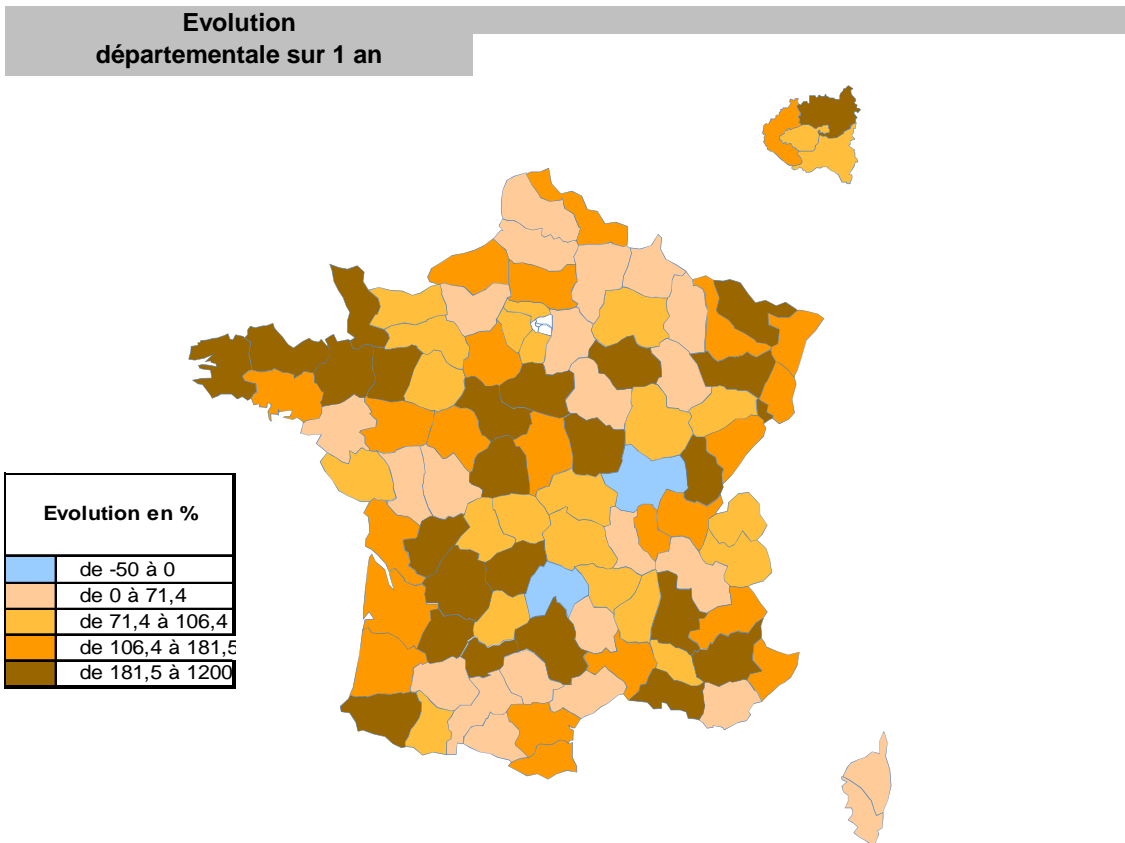 Evolution
départementale sur 1 an
Evolution en %
de -50 à 0
de 0 à 71,4
de 71,4 à 106,4
de 106,4 à 181,5
de 181,5 à 1200